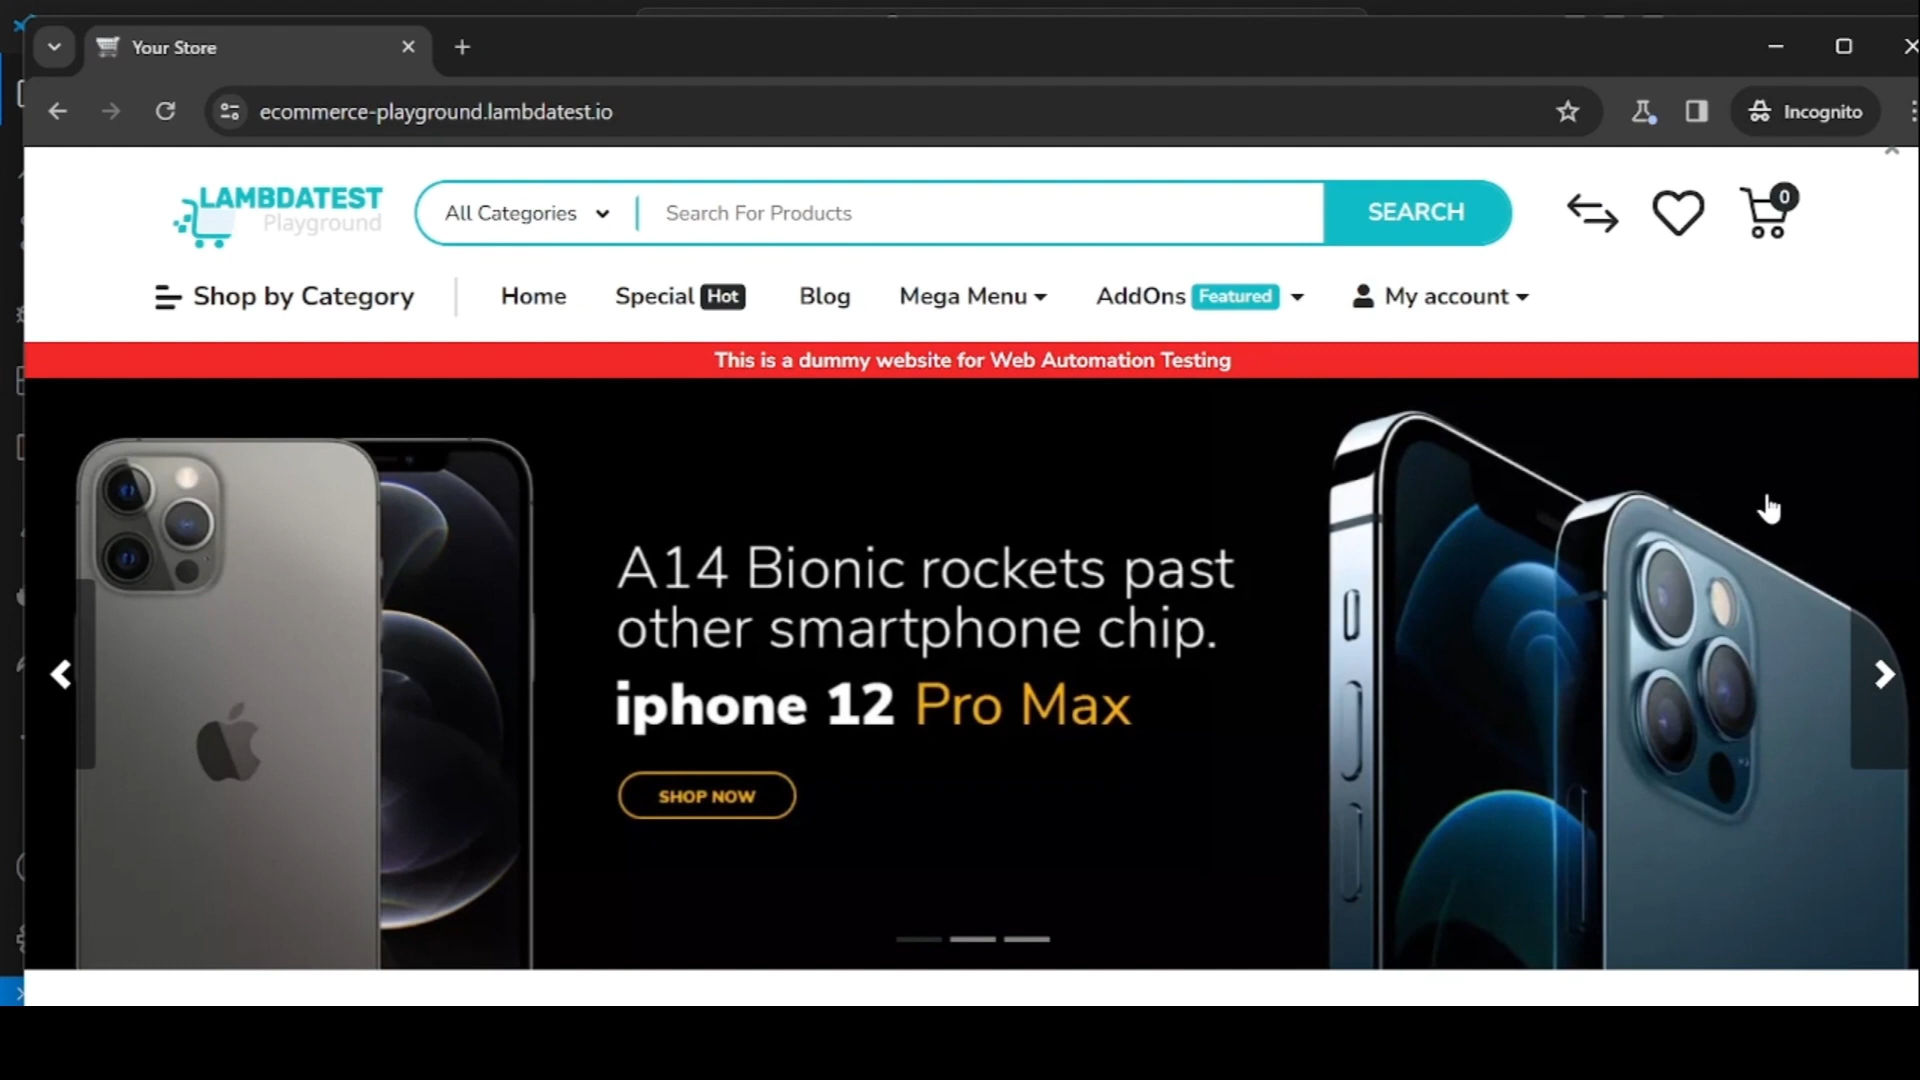 Your Store
ecommerce-playground.lambdatest.io
Incognito
LAMBDATEST
Playground
All Categories
Search For Products
SEARCH
0
Shop by Category
Home
Special Hot
Blog
Mega Menu
AddOns Featured
My account
This is a dummy website for Web Automation Testing
A14 Bionic rockets past
other smartphone chip.
iphone 12 Pro Max
SHOP NOW